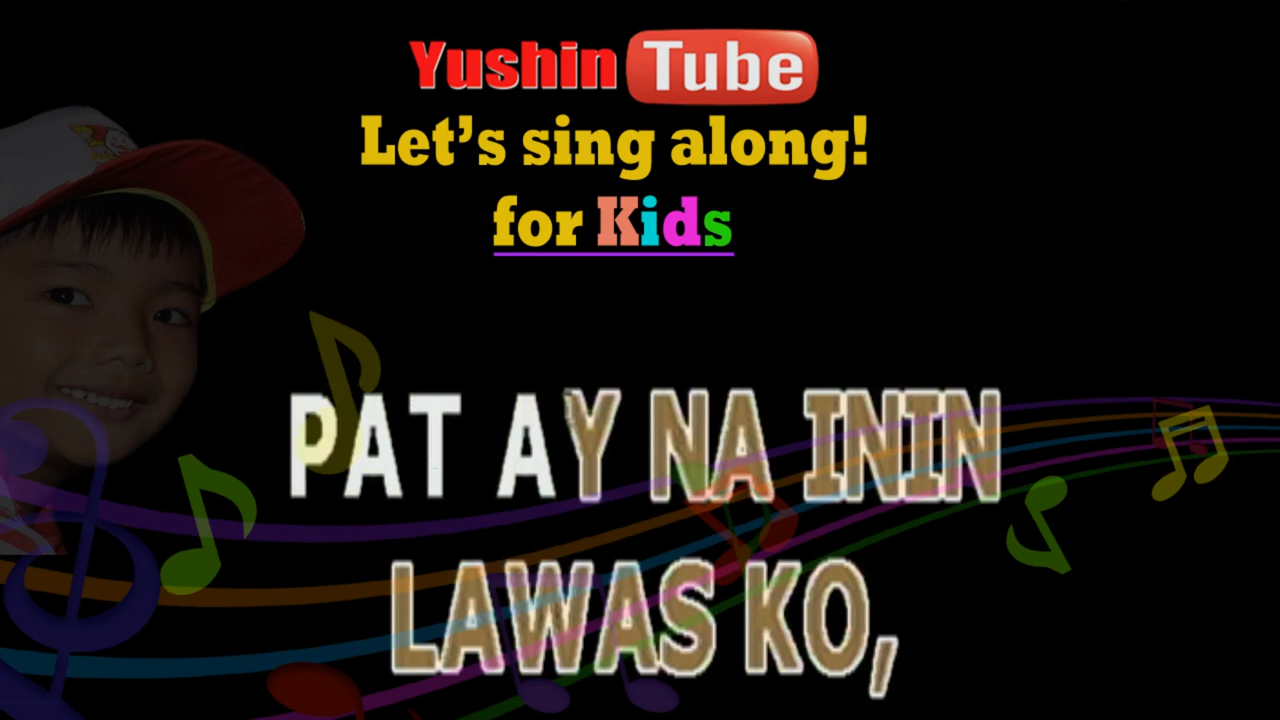 Yushin Tube
Let's sing along!
for Kids
PAT AY NA ININ
LAWAS KO,